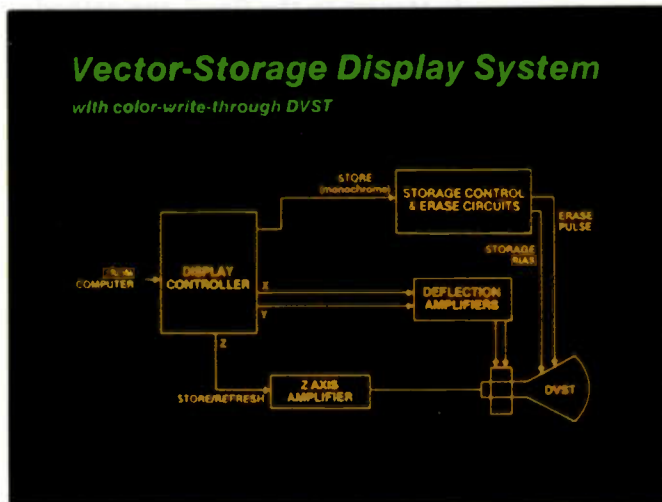 Vector-Storage Display System
with color-write-through DVST
STORE
(monochrome)
STORAGE CONTROL
& ERASE CIRCUITS
ERASE
PULSE
STORAGE
BIAS
DISPLAY
CONTROLLER
COMPUTER
X
Y
DEFLECTION
AMPLIFIERS
Z
Z AXIS
AMPLIFIER
STORE/REFRESH
DVST